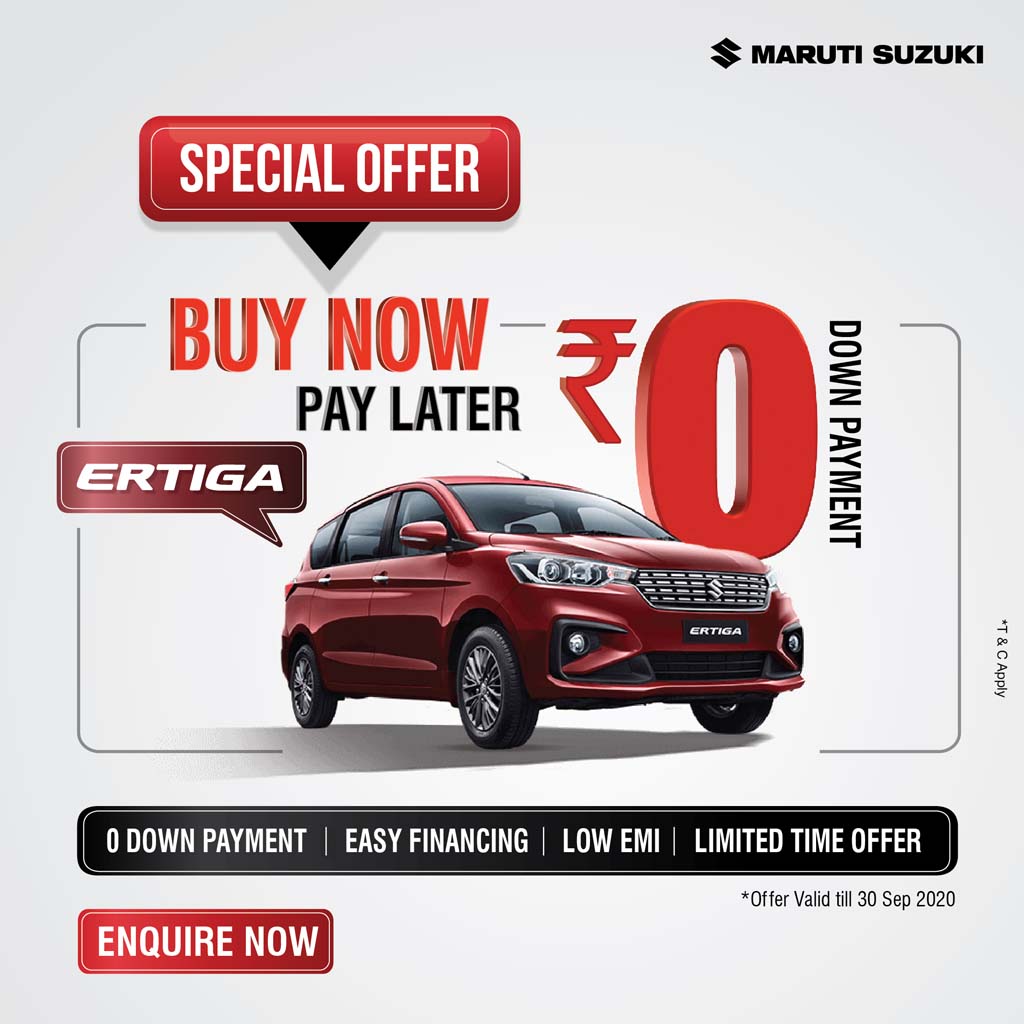 MARUTI SUZUKI
SPECIAL OFFER
BUY NOW
PAY LATER
₹0
DOWN PAYMENT
ERTIGA
ERTIGA
*T & C Apply
0 DOWN PAYMENT | EASY FINANCING | LOW EMI | LIMITED TIME OFFER
*Offer Valid till 30 Sep 2020
ENQUIRE NOW